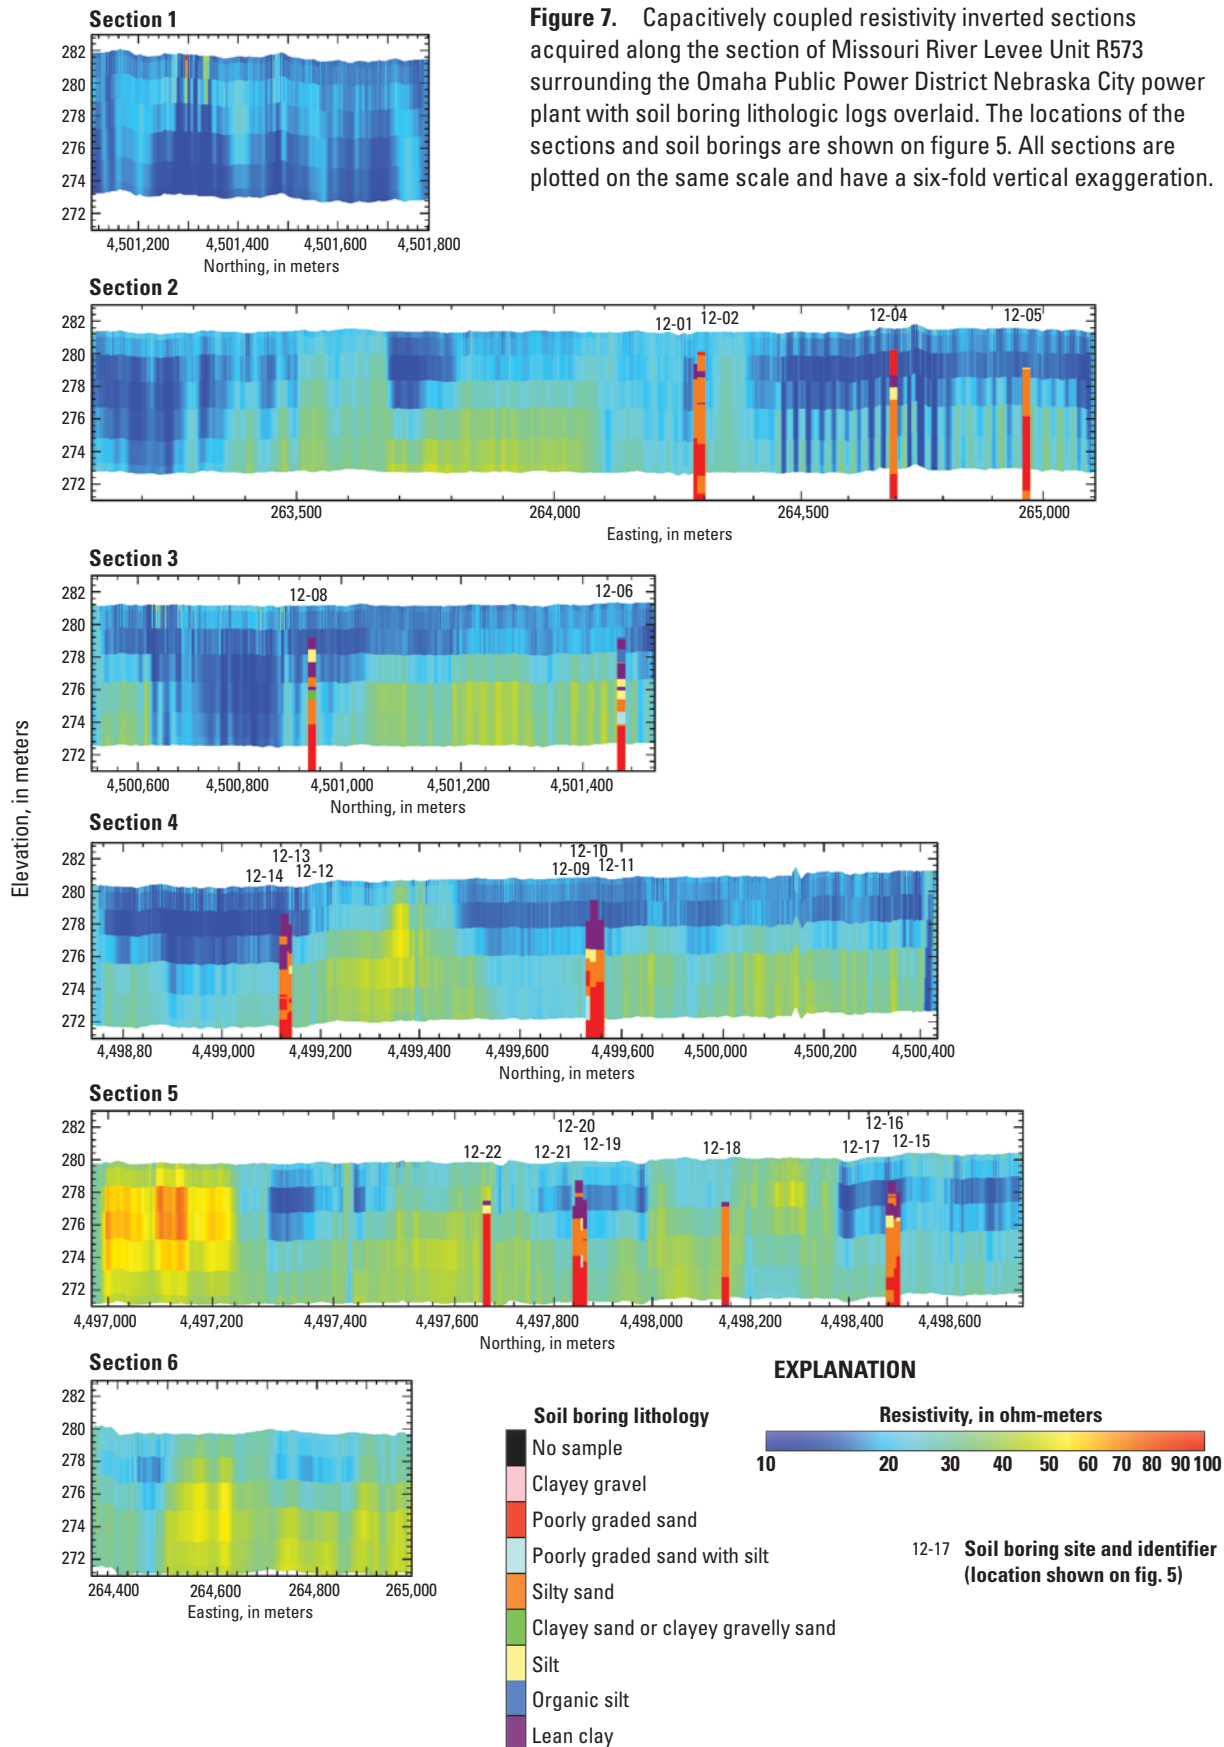 Section 1
Figure 7. Capacitively coupled resistivity inverted sections
acquired along the section of Missouri River Levee Unit R573
surrounding the Omaha Public Power District Nebraska City power
plant with soil boring lithologic logs overlaid. The locations of the
sections and soil borings are shown on figure 5. All sections are
plotted on the same scale and have a six-fold vertical exaggeration.
282
280
278
276
274
272
4,501,200 4,501,400 4,501,600 4,501,800
Northing, in meters
Section 2
12-01 12-02 12-04 12-05
282
280
278
276
274
272
263,500 264,000 264,500 265,000
Easting, in meters
Section 3
12-08 12-06
282
280
278
276
274
272
4,500,600 4,500,800 4,501,000 4,501,200 4,501,400
Northing, in meters
Elevation, in meters
Section 4
12-13 12-10
12-14 12-12 12-09 12-11
282
280
278
276
274
272
4,498,80 4,499,000 4,499,200 4,499,400 4,499,600 4,499,600 4,500,000 4,500,200 4,500,400
Northing, in meters
Section 5
12-20 12-16
12-22 12-21 12-19 12-18 12-17 12-15
282
280
278
276
274
272
4,497,000 4,497,200 4,497,400 4,497,600 4,497,800 4,498,000 4,498,200 4,498,400 4,498,600
Northing, in meters
Section 6
282
280
278
276
274
272
264,400 264,600 264,800 265,000
Easting, in meters
EXPLANATION
Soil boring lithology
No sample
Clayey gravel
Poorly graded sand
Poorly graded sand with silt
Silty sand
Clayey sand or clayey gravelly sand
Silt
Organic silt
Lean clay
Resistivity, in ohm-meters
10 20 30 40 50 60 70 80 90 100
12-17 Soil boring site and identifier
(location shown on fig. 5)